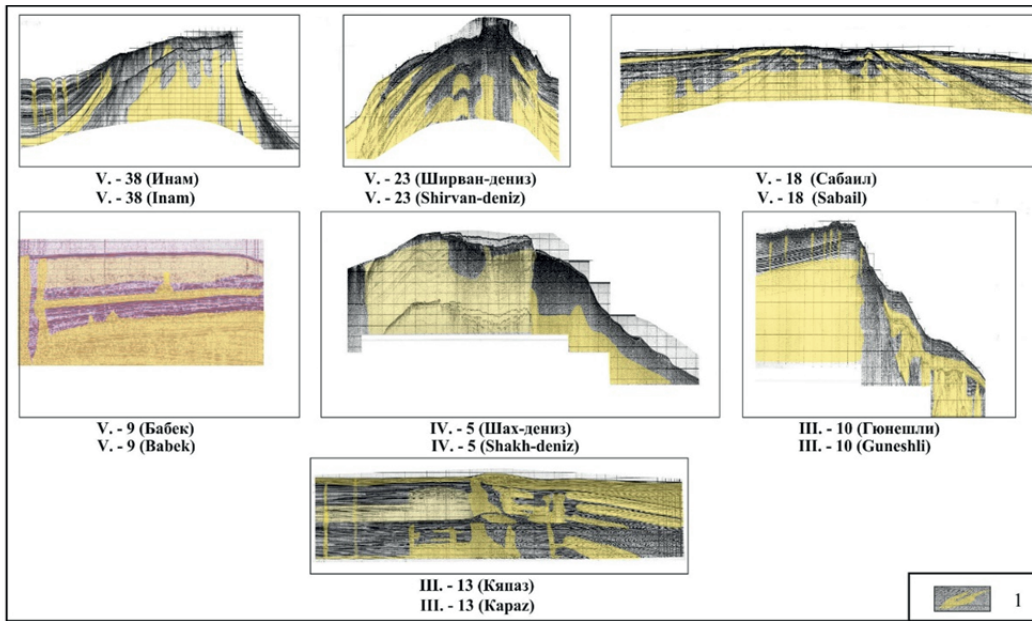 V. - 38 (Инам)
V. - 38 (Inam)
V. - 23 (Ширван-дениз)
V. - 23 (Shirvan-deniz)
V. - 18 (Сабаил)
V. - 18 (Sabail)
V. - 9 (Бабек)
V. - 9 (Babek)
IV. - 5 (Шах-дениз)
IV. - 5 (Shakh-deniz)
III. - 10 (Гюнешли)
III. - 10 (Guneshli)
III. - 13 (Кяпаз)
III. - 13 (Kapaz)
1